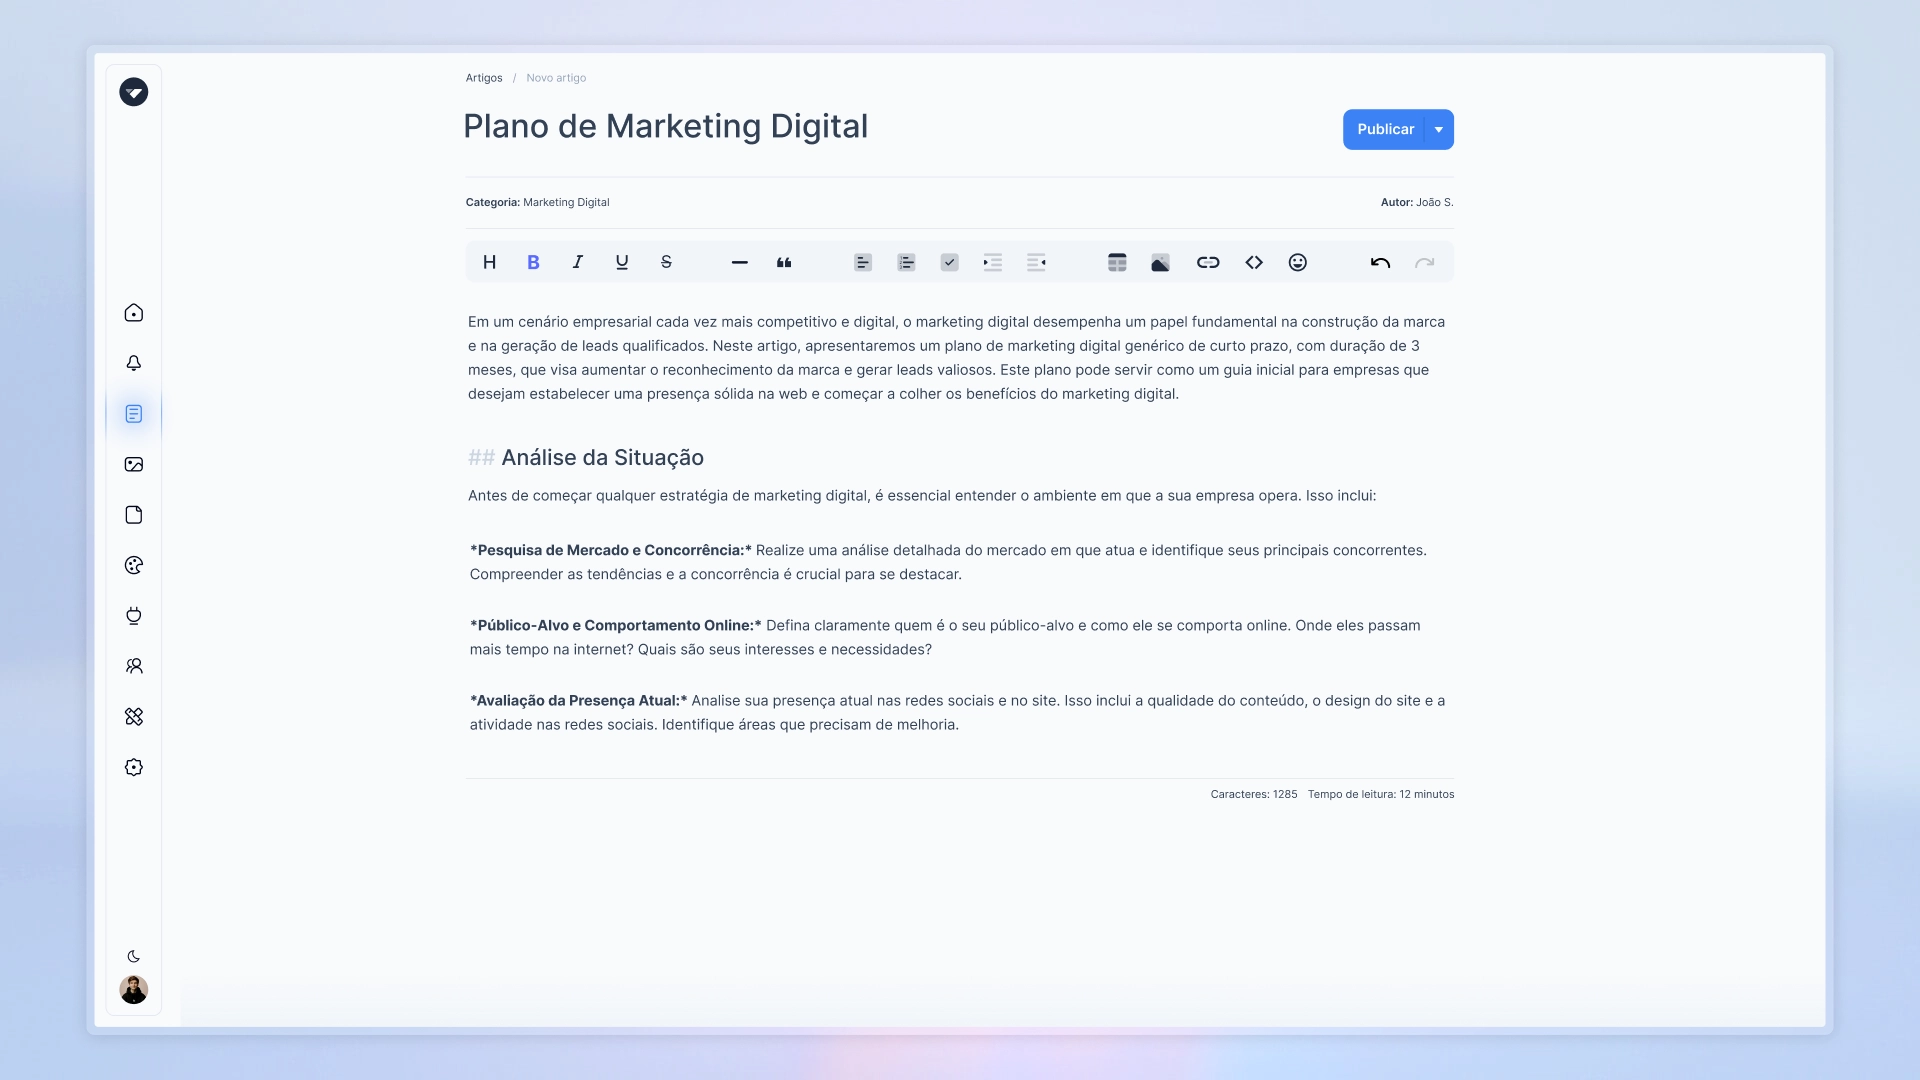 Artigos / Novo artigo
Plano de Marketing Digital
Publicar
Categoria: Marketing Digital
Autor: João S.
H B I U S
Em um cenário empresarial cada vez mais competitivo e digital, o marketing digital desempenha um papel fundamental na construção da marca
e na geração de leads qualificados. Neste artigo, apresentaremos um plano de marketing digital genérico de curto prazo, com duração de 3
meses, que visa aumentar o reconhecimento da marca e gerar leads valiosos. Este plano pode servir como um guia inicial para empresas que
desejam estabelecer uma presença sólida na web e começar a colher os benefícios do marketing digital.
## Análise da Situação
Antes de começar qualquer estratégia de marketing digital, é essencial entender o ambiente em que a sua empresa opera. Isso inclui:
*Pesquisa de Mercado e Concorrência:* Realize uma análise detalhada do mercado em que atua e identifique seus principais concorrentes.
Compreender as tendências e a concorrência é crucial para se destacar.
*Público-Alvo e Comportamento Online:* Defina claramente quem é o seu público-alvo e como ele se comporta online. Onde eles passam
mais tempo na internet? Quais são seus interesses e necessidades?
*Avaliação da Presença Atual:* Analise sua presença atual nas redes sociais e no site. Isso inclui a qualidade do conteúdo, o design do site e a
atividade nas redes sociais. Identifique áreas que precisam de melhoria.
Caracteres: 1285 Tempo de leitura: 12 minutos